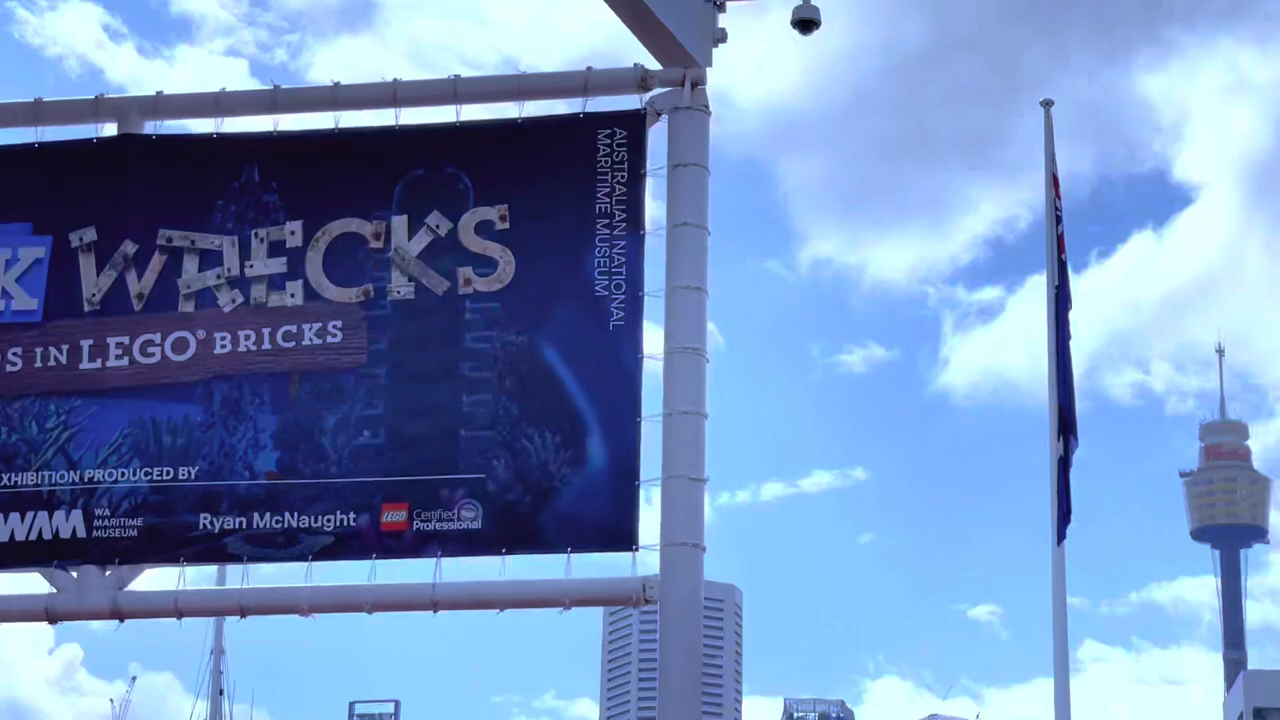 K WRECKS
S IN LEGO® BRICKS
AUSTRALIAN NATIONAL
MARITIME MUSEUM
XHIBITION PRODUCED BY
WAM
WA
MARITIME
MUSEUM
Ryan McNaught
LEGO
Certified
Professional